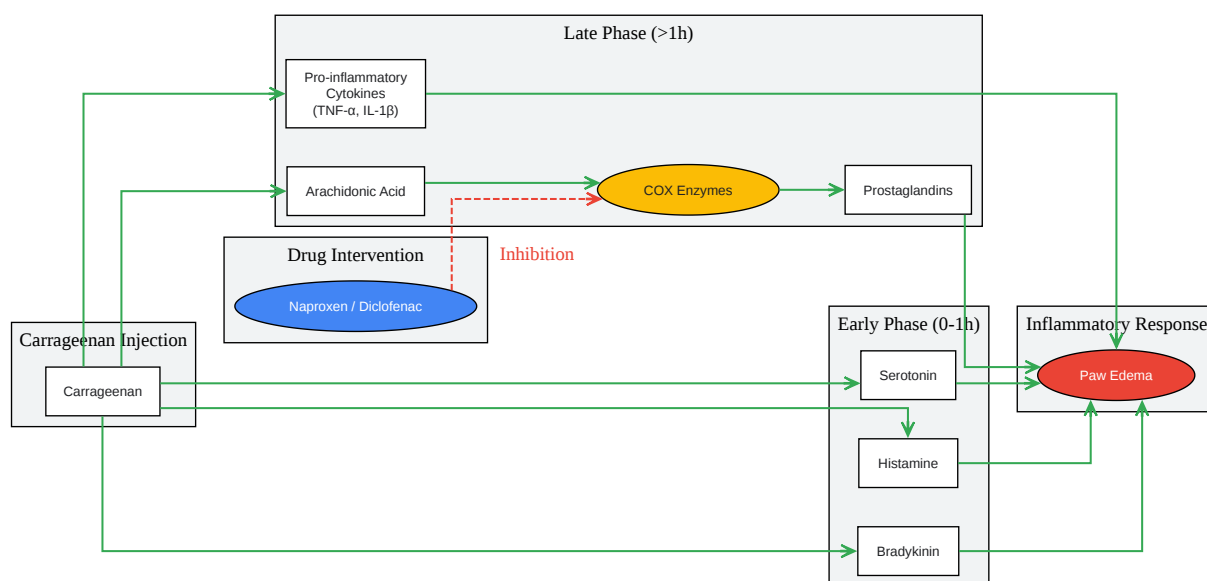 Late Phase (>1h)
Pro-inflammatory
Cytokines
(TNF-α, IL-1β)
Arachidonic Acid
COX Enzymes
Prostaglandins
Drug Intervention
Inhibition
Naproxen / Diclofenac
Carrageenan Injection
Carrageenan
Early Phase (0-1h)
Serotonin
Histamine
Bradykinin
Inflammatory Response
Paw Edema